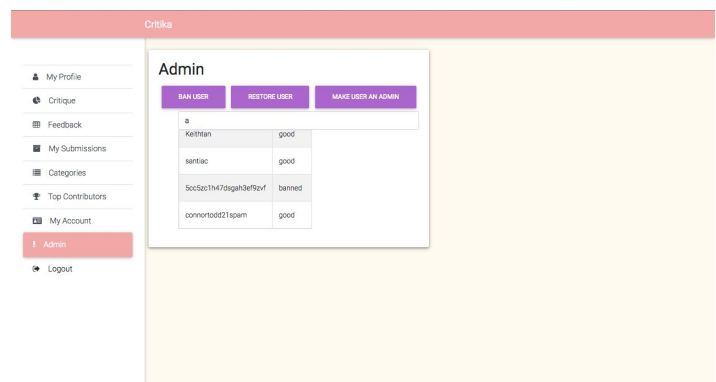 Critika
My Profile
Critique
Feedback
My Submissions
Categories
Top Contributors
My Account
Admin
Logout
Admin
BAN USER RESTORE USER MAKE USER AN ADMIN
a
Keithtan good
santiac good
5cc5zc1h47dsgah3ef9zvf banned
connortodd21spam good